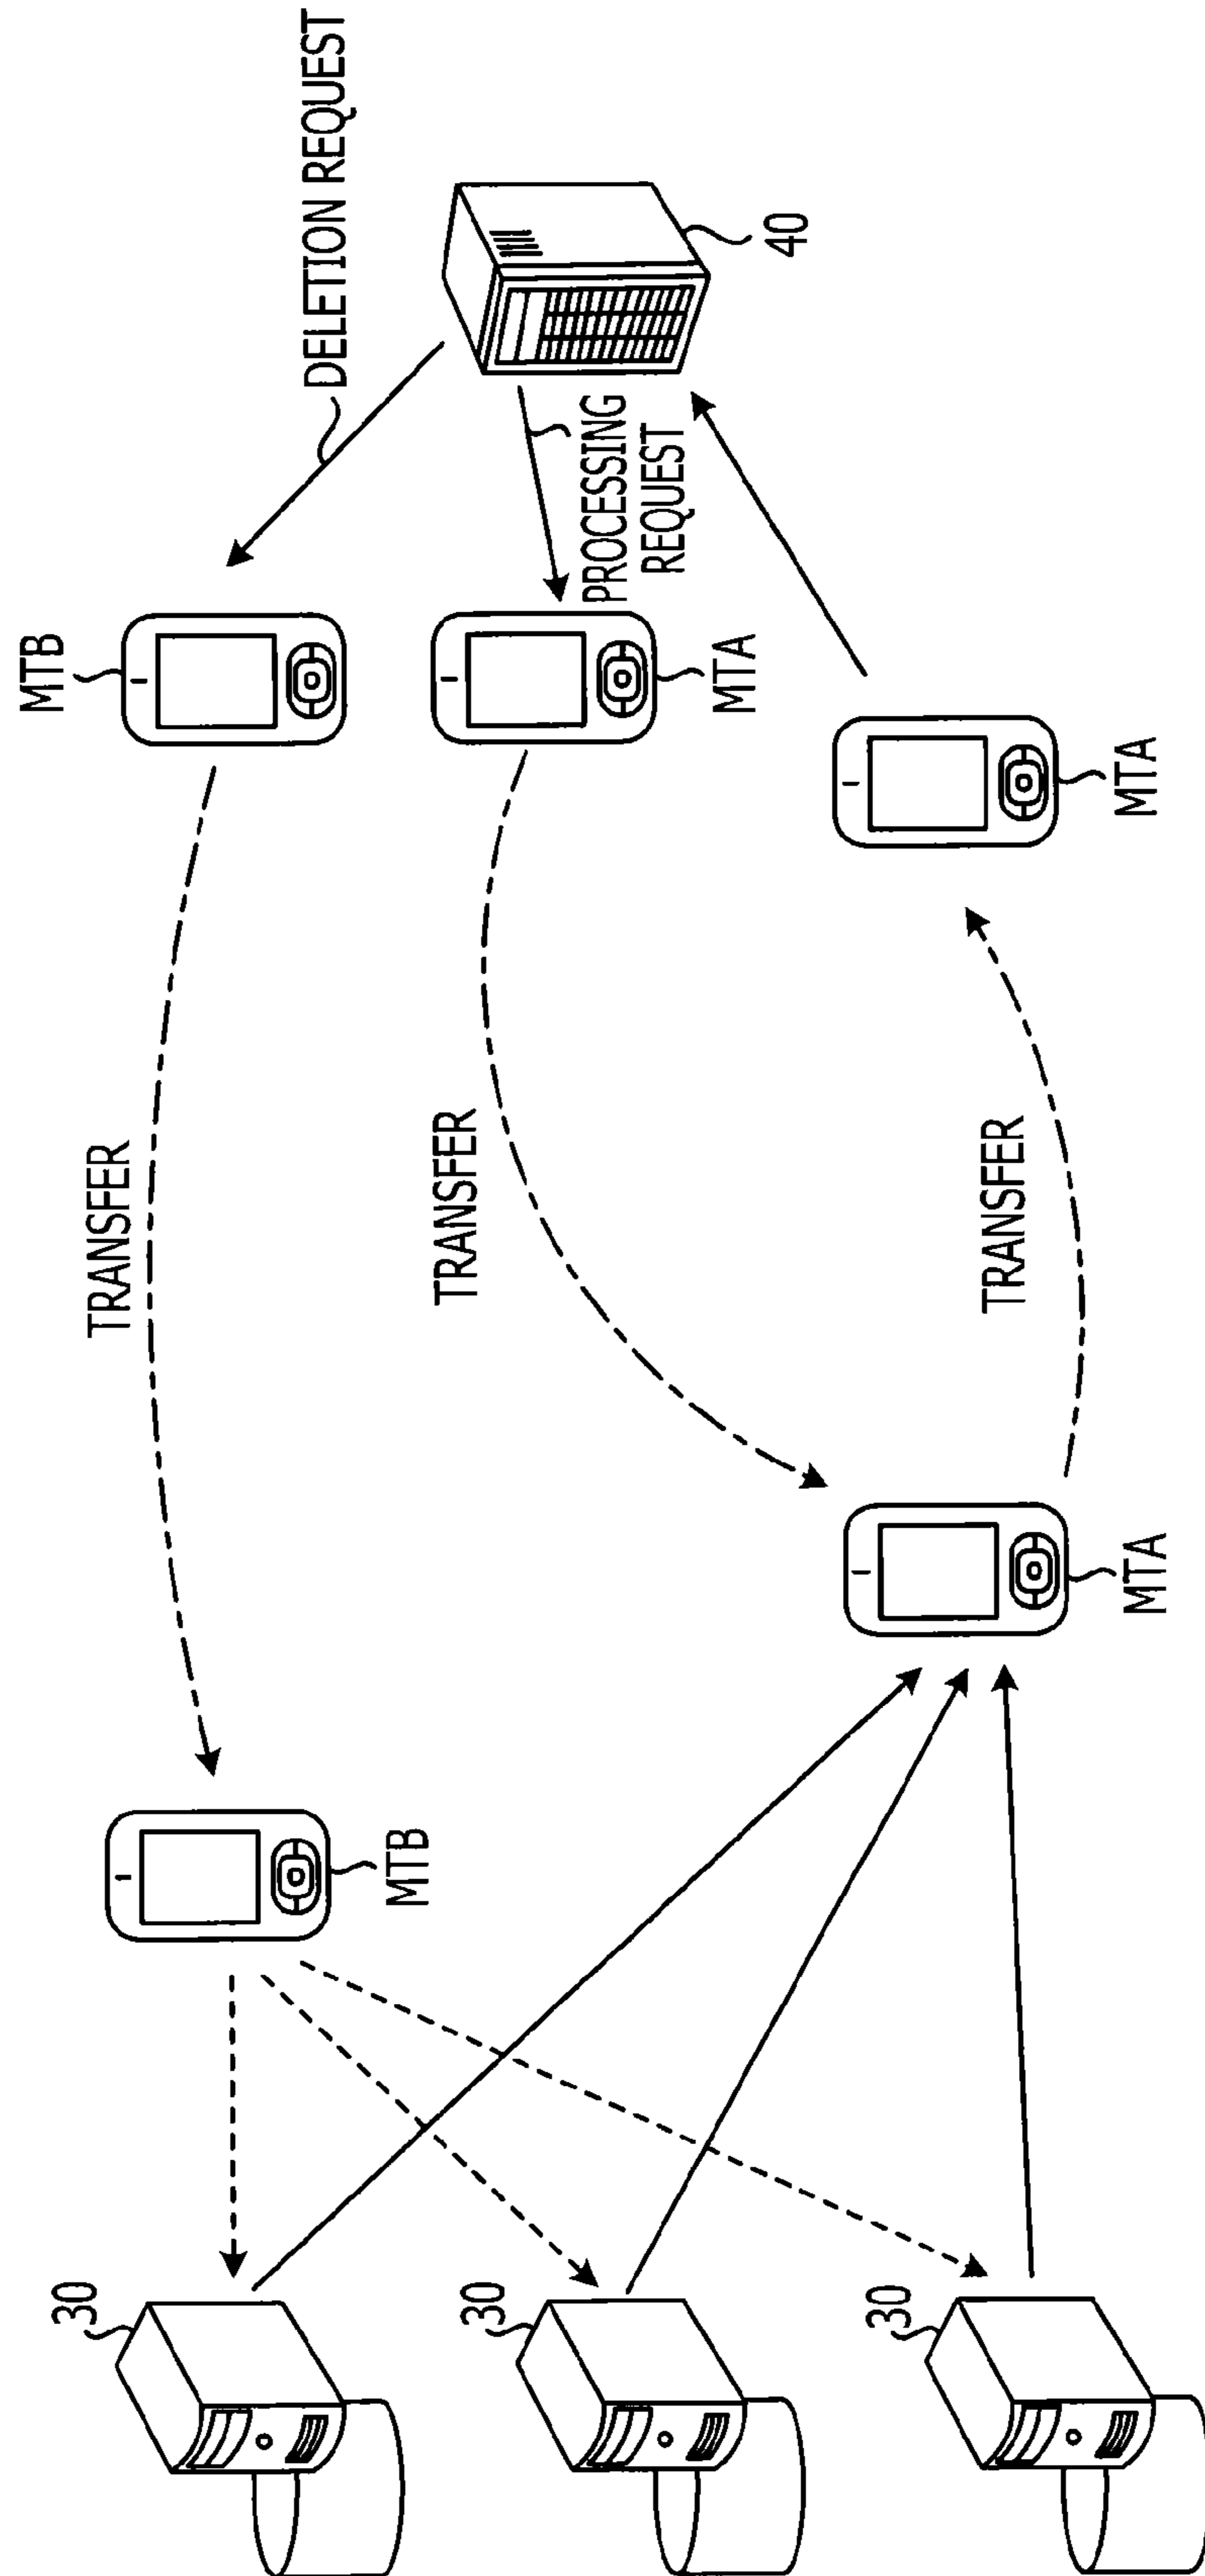 DELETION REQUEST
40
PROCESSING
REQUEST
MTB
MTA
MTA
TRANSFER
TRANSFER
TRANSFER
MTB
MTA
30
30
30